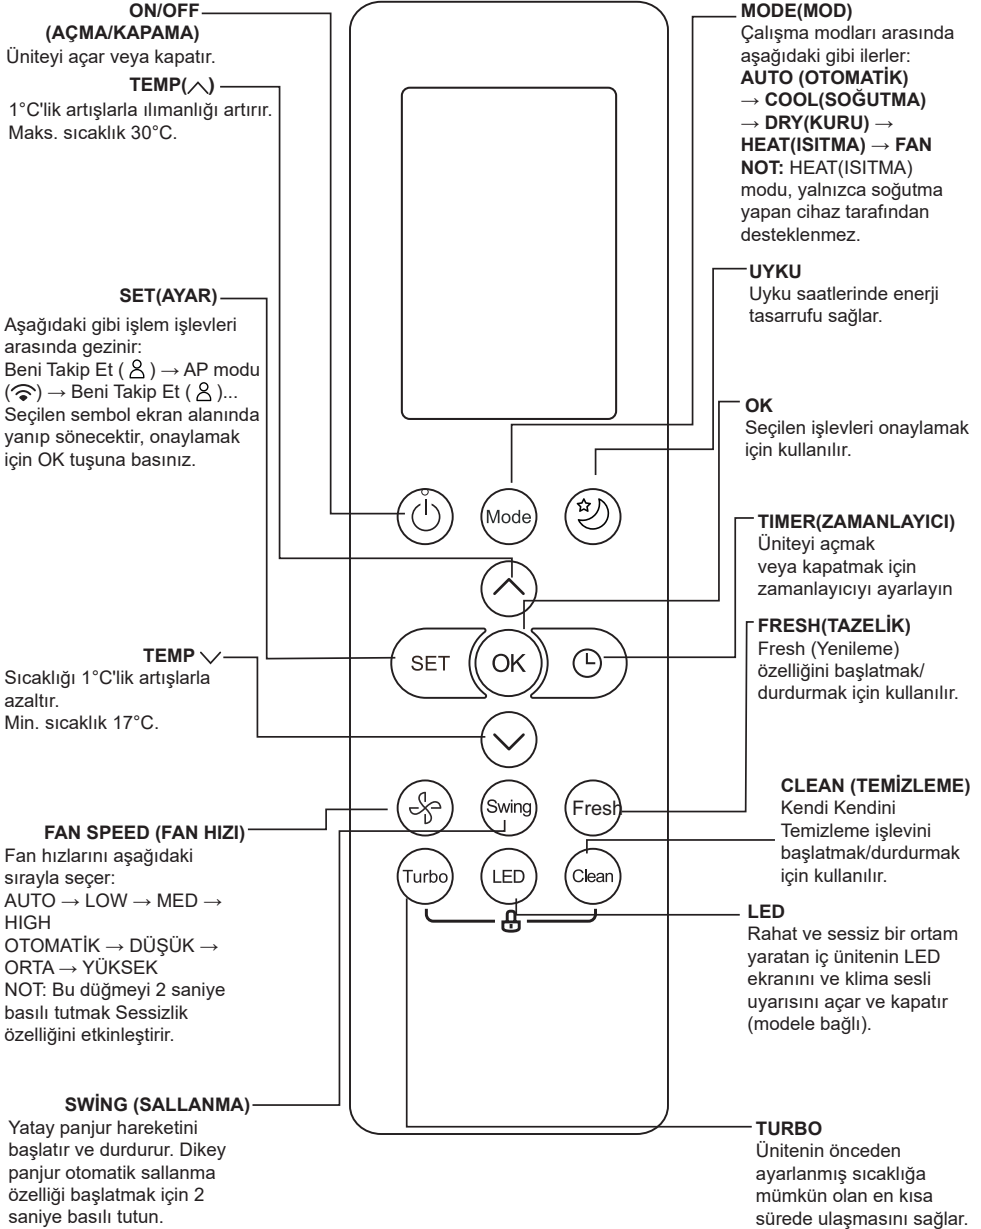 ON/OFF
(AÇMA/KAPAMA)
Üniteyi açar veya kapatır.
TEMP(︿)
1°C'lik artışlarla ılımanlığı artırır.
Maks. sıcaklık 30°C.
SET(AYAR)
Aşağıdaki gibi işlem işlevleri
arasında gezinir:
Beni Takip Et ( ) → AP modu
( ) → Beni Takip Et ( )...
Seçilen sembol ekran alanında
yanıp sönecektir, onaylamak
için OK tuşuna basınız.
TEMP ﹀
Sıcaklığı 1°C'lik artışlarla
azaltır.
Min. sıcaklık 17°C.
FAN SPEED (FAN HIZI)
Fan hızlarını aşağıdaki
sırayla seçer:
AUTO → LOW → MED →
HIGH
OTOMATİK → DÜŞÜK →
ORTA → YÜKSEK
NOT: Bu düğmeyi 2 saniye
basılı tutmak Sessizlik
özelliğini etkinleştirir.
SWİNG (SALLANMA)
Yatay panjur hareketini
başlatır ve durdurur. Dikey
panjur otomatik sallanma
özelliği başlatmak için 2
saniye basılı tutun.
Mode
SET
OK
Swing
Fresh
Turbo
LED
Clean
MODE(MOD)
Çalışma modları arasında
aşağıdaki gibi ilerler:
AUTO (OTOMATİK)
→ COOL(SOĞUTMA)
→ DRY(KURU) →
HEAT(ISITMA) → FAN
NOT: HEAT(ISITMA)
modu, yalnızca soğutma
yapan cihaz tarafından
desteklenmez.
UYKU
Uyku saatlerinde enerji
tasarrufu sağlar.
OK
Seçilen işlevleri onaylamak
için kullanılır.
TIMER(ZAMANLAYICI)
Üniteyi açmak
veya kapatmak için
zamanlayıcıyı ayarlayın
FRESH(TAZELİK)
Fresh (Yenileme)
özelliğini başlatmak/
durdurmak için kullanılır.
CLEAN (TEMİZLEME)
Kendi Kendini
Temizleme işlevini
başlatmak/durdurmak
için kullanılır.
LED
Rahat ve sessiz bir ortam
yaratan iç ünitenin LED
ekranını ve klima sesli
uyarısını açar ve kapatır
(modele bağlı).
TURBO
Ünitenin önceden
ayarlanmış sıcaklığa
mümkün olan en kısa
sürede ulaşmasını sağlar.